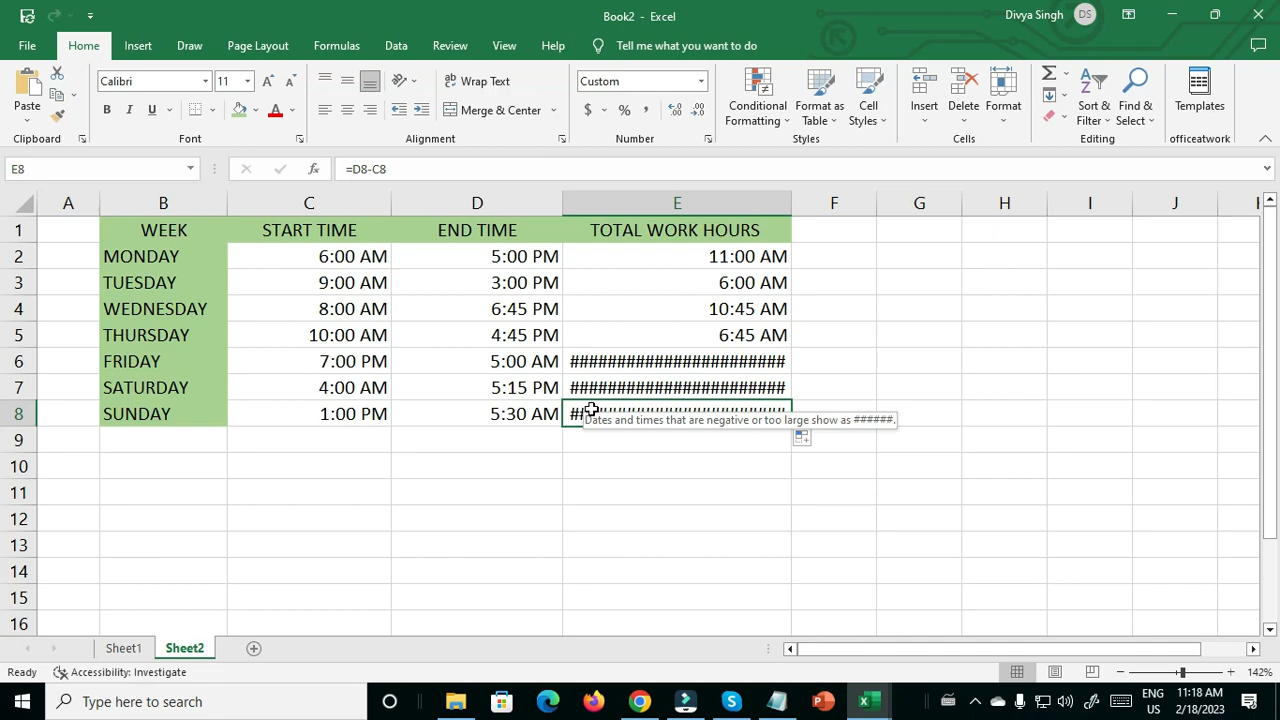 Book2 - Excel
Divya Singh DS
File Home Insert Draw Page Layout Formulas Data Review View Help Tell me what you want to do
Paste
Calibri 11
B I U
Wrap Text
Merge & Center
Custom
$ %
Conditional Formatting
Format as Table
Cell Styles
Insert
Delete
Format
Sort & Filter
Find & Select
Templates
Clipboard Font Alignment Number Styles Cells Editing officeatwork
E8 fx =D8-C8
A B C D E F G H I J
1 WEEK START TIME END TIME TOTAL WORK HOURS
2 MONDAY 6:00 AM 5:00 PM 11:00 AM
3 TUESDAY 9:00 AM 3:00 PM 6:00 AM
4 WEDNESDAY 8:00 AM 6:45 PM 10:45 AM
5 THURSDAY 10:00 AM 4:45 PM 6:45 AM
6 FRIDAY 7:00 PM 5:00 AM #######################
7 SATURDAY 4:00 AM 5:15 PM #######################
8 SUNDAY 1:00 PM 5:30 AM
Dates and times that are negative or too large show as ######.
9
10
11
12
13
14
15
16
Sheet1 Sheet2
Ready Accessibility: Investigate 142%
Type here to search
ENG
US
11:18 AM
2/18/2023